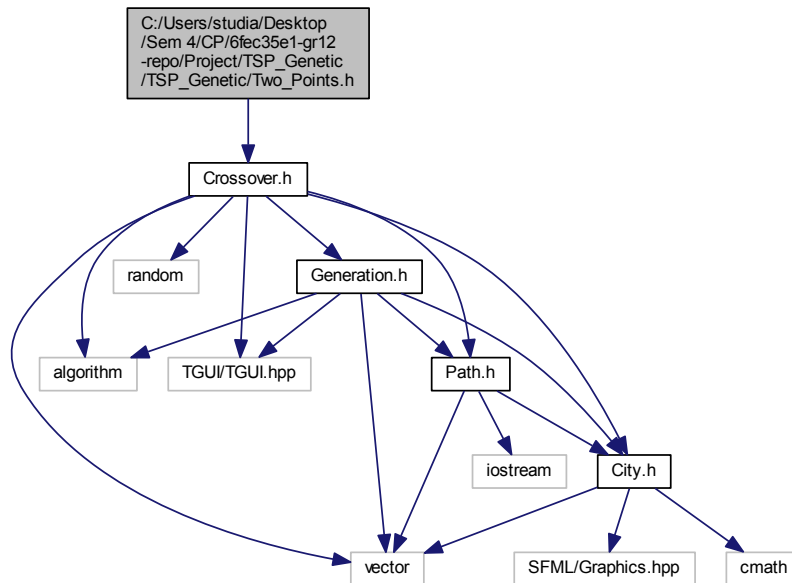 C:/Users/studia/Desktop
/Sem 4/CP/6fec35e1-gr12
-repo/Project/TSP_Genetic
/TSP_Genetic/Two_Points.h
Crossover.h
random
Generation.h
algorithm
TGUI/TGUI.hpp
Path.h
iostream
City.h
vector
SFML/Graphics.hpp
cmath